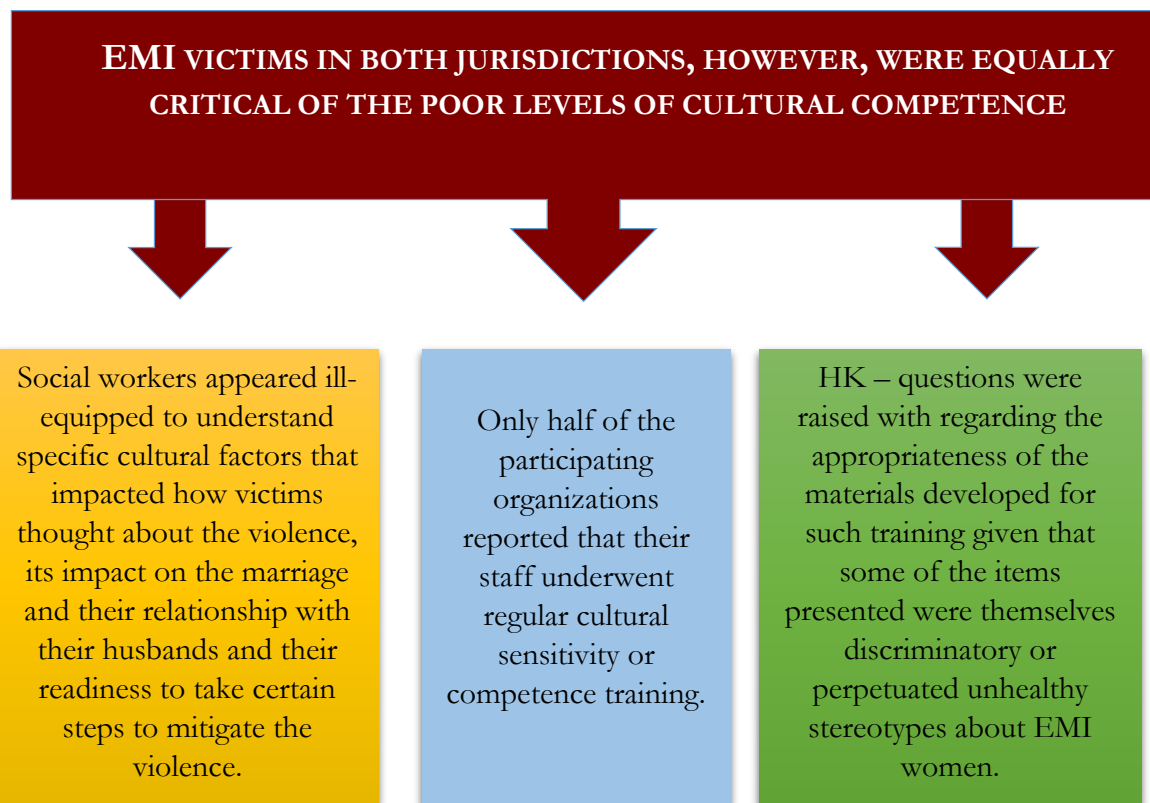 EMI VICTIMS IN BOTH JURISDICTIONS, HOWEVER, WERE EQUALLY
CRITICAL OF THE POOR LEVELS OF CULTURAL COMPETENCE
Social workers appeared ill-
equipped to understand
specific cultural factors that
impacted how victims
thought about the violence,
its impact on the marriage
and their relationship with
their husbands and their
readiness to take certain
steps to mitigate the
violence.
Only half of the
participating
organizations
reported that their
staff underwent
regular cultural
sensitivity or
competence training.
HK – questions were
raised with regarding the
appropriateness of the
materials developed for
such training given that
some of the items
presented were themselves
discriminatory or
perpetuated unhealthy
stereotypes about EMI
women.